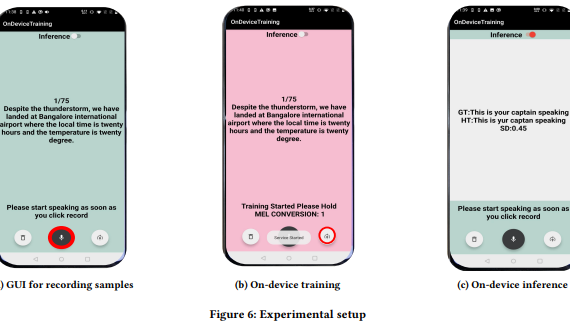 OnDeviceTraining
Inference
1/75
Despite the thunderstorm, we have
landed at Bangalore international
airport where the local time is twenty
hours and the temperature is twenty
degree.
Please start speaking as soon as
you click record
) GUI for recording samples
OnDeviceTraining
Inference
1/75
Despite the thunderstorm, we have
landed at Bangalore international
airport where the local time is twenty
hours and the temperature is twenty
degree.
Training Started Please Hold
MEL CONVERSION: 1
Service Started
(b) On-device training
OnDeviceTraining
Inference
GT:This is your captain speaking
HT:This is yur captan speaking
SD:0.45
Please start speaking as soon as
you click record
(c) On-device inference
Figure 6: Experimental setup